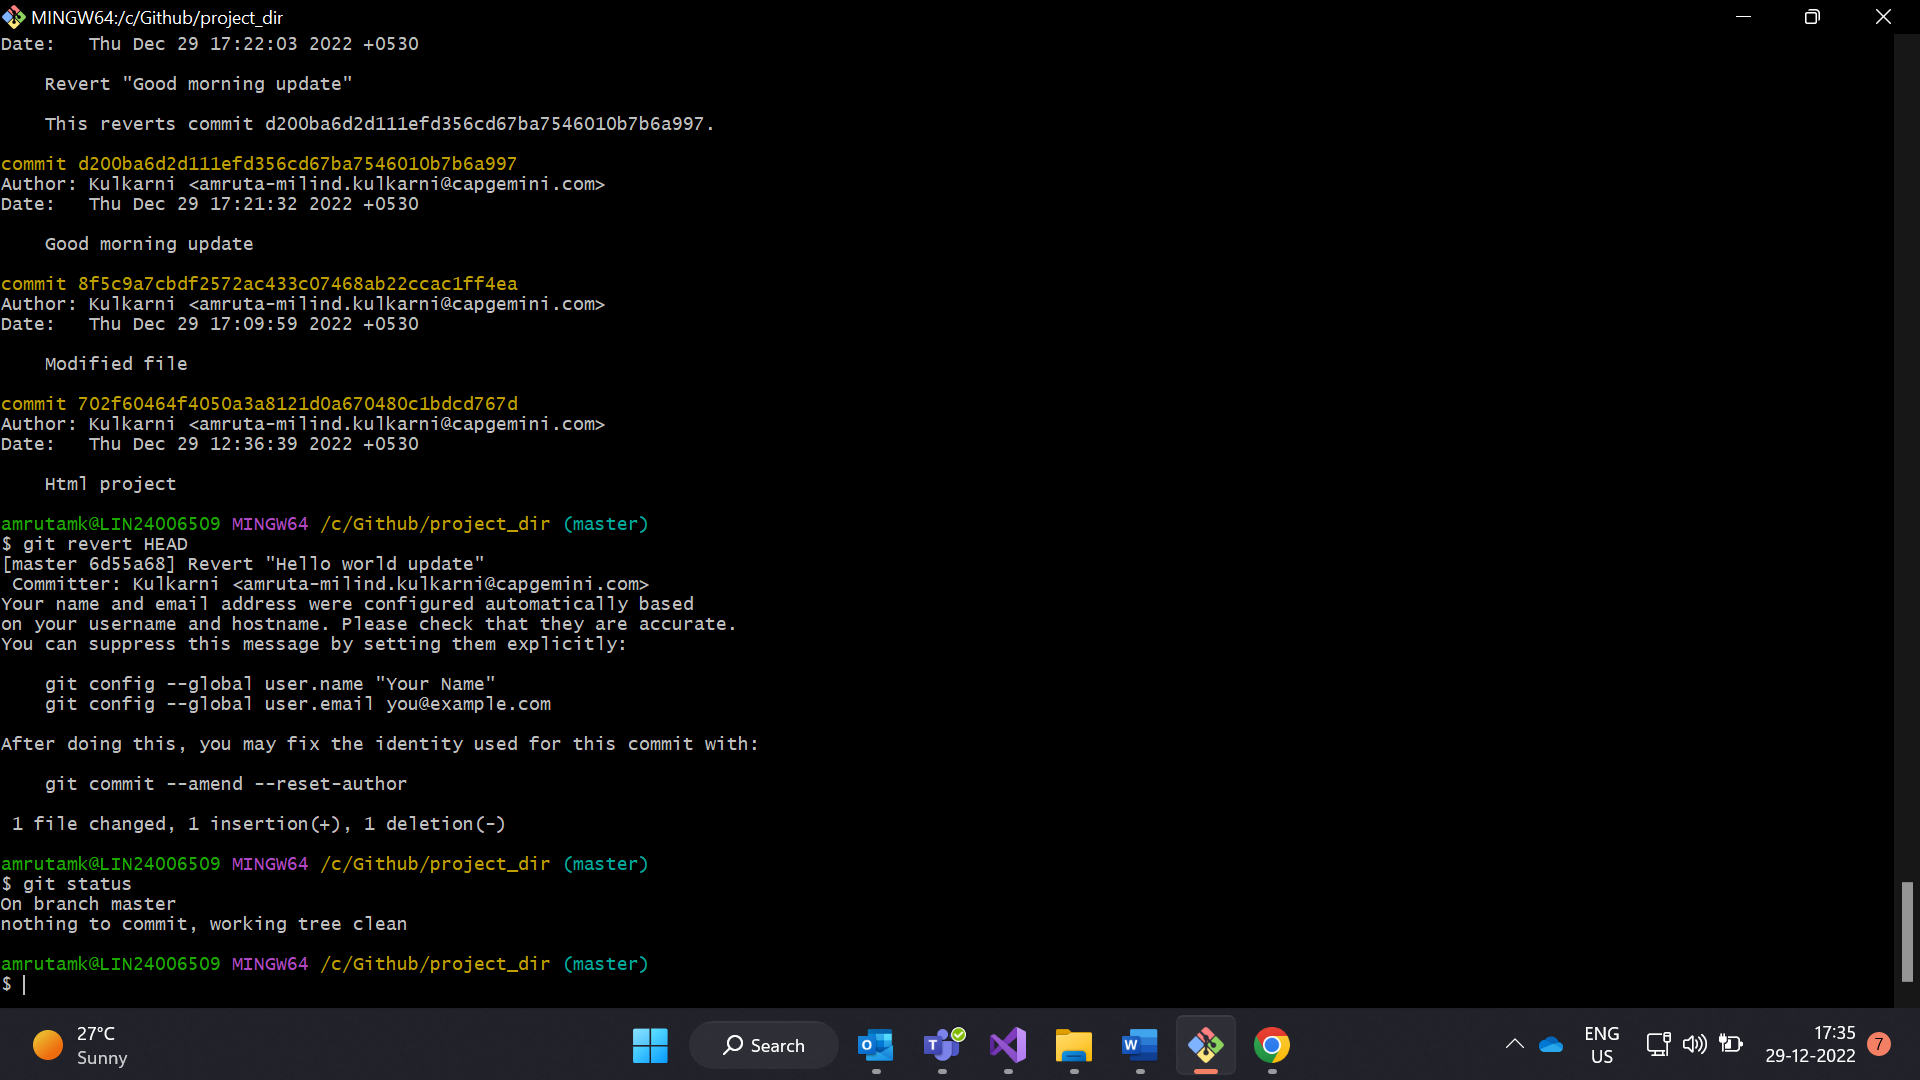 MINGW64:/c/Github/project_dir
Date:   Thu Dec 29 17:22:03 2022 +0530
    Revert "Good morning update"
    This reverts commit d200ba6d2d111efd356cd67ba7546010b7b6a997.
commit d200ba6d2d111efd356cd67ba7546010b7b6a997
Author: Kulkarni <amruta-milind.kulkarni@capgemini.com>
Date:   Thu Dec 29 17:21:32 2022 +0530
    Good morning update
commit 8f5c9a7cbdf2572ac433c07468ab22ccac1ff4ea
Author: Kulkarni <amruta-milind.kulkarni@capgemini.com>
Date:   Thu Dec 29 17:09:59 2022 +0530
    Modified file
commit 702f60464f4050a3a8121d0a670480c1bdcd767d
Author: Kulkarni <amruta-milind.kulkarni@capgemini.com>
Date:   Thu Dec 29 12:36:39 2022 +0530
    Html project
amrutamk@LIN24006509 MINGW64 /c/Github/project_dir (master)
$ git revert HEAD
[master 6d55a68] Revert "Hello world update"
 Committer: Kulkarni <amruta-milind.kulkarni@capgemini.com>
Your name and email address were configured automatically based
on your username and hostname. Please check that they are accurate.
You can suppress this message by setting them explicitly:
    git config --global user.name "Your Name"
    git config --global user.email you@example.com
After doing this, you may fix the identity used for this commit with:
    git commit --amend --reset-author
 1 file changed, 1 insertion(+), 1 deletion(-)
amrutamk@LIN24006509 MINGW64 /c/Github/project_dir (master)
$ git status
On branch master
nothing to commit, working tree clean
amrutamk@LIN24006509 MINGW64 /c/Github/project_dir (master)
$
27°C
Sunny
Search
ENG
US
17:35
29-12-2022
7